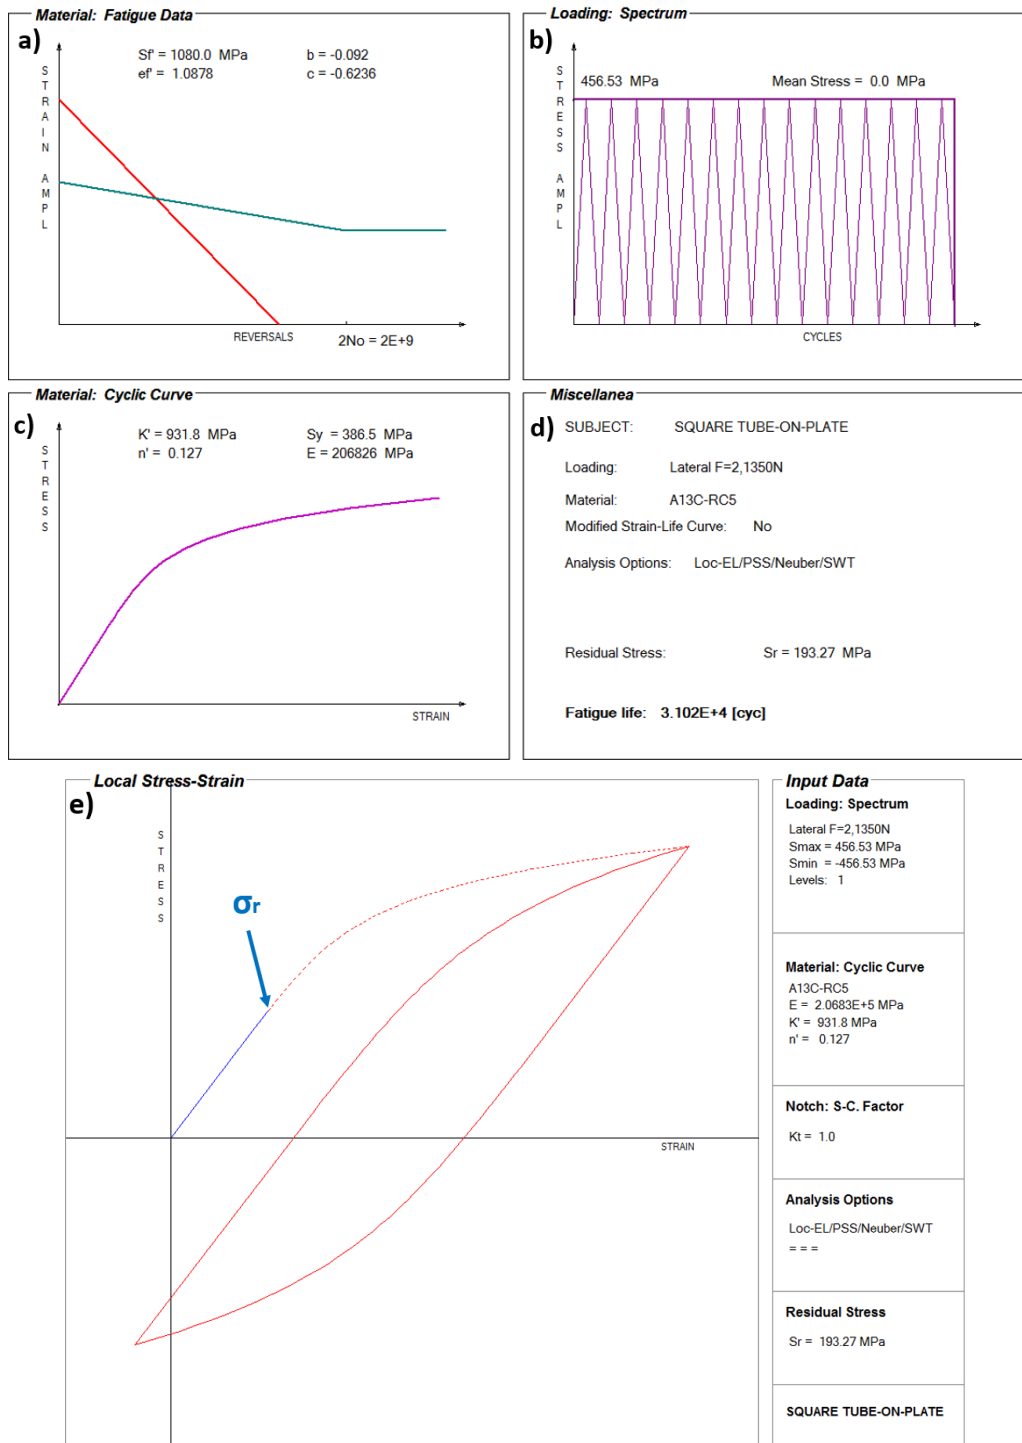 Material: Fatigue Data
a)
Sf' = 1080.0 MPa b = -0.092
ef' = 1.0878 c = -0.6236
STRAIN AMPL
REVERSALS
2No = 2E+9
Loading: Spectrum
b)
456.53 MPa Mean Stress = 0.0 MPa
STRESS AMPL
CYCLES
Material: Cyclic Curve
c)
K' = 931.8 MPa Sy = 386.5 MPa
n' = 0.127 E = 206826 MPa
STRESS
STRAIN
Miscellanea
d)
SUBJECT: SQUARE TUBE-ON-PLATE
Loading: Lateral F=2,1350N
Material: A13C-RC5
Modified Strain-Life Curve: No
Analysis Options: Loc-EL/PSS/Neuber/SWT
Residual Stress: Sr = 193.27 MPa
Fatigue life: 3.102E+4 [cyc]
Local Stress-Strain
e)
STRESS
σr
STRAIN
Input Data
Loading: Spectrum
Lateral F=2,1350N
Smax = 456.53 MPa
Smin = -456.53 MPa
Levels: 1
Material: Cyclic Curve
A13C-RC5
E = 2.0683E+5 MPa
K' = 931.8 MPa
n' = 0.127
Notch: S-C. Factor
Kt = 1.0
Analysis Options
Loc-EL/PSS/Neuber/SWT
= = =
Residual Stress
Sr = 193.27 MPa
SQUARE TUBE-ON-PLATE